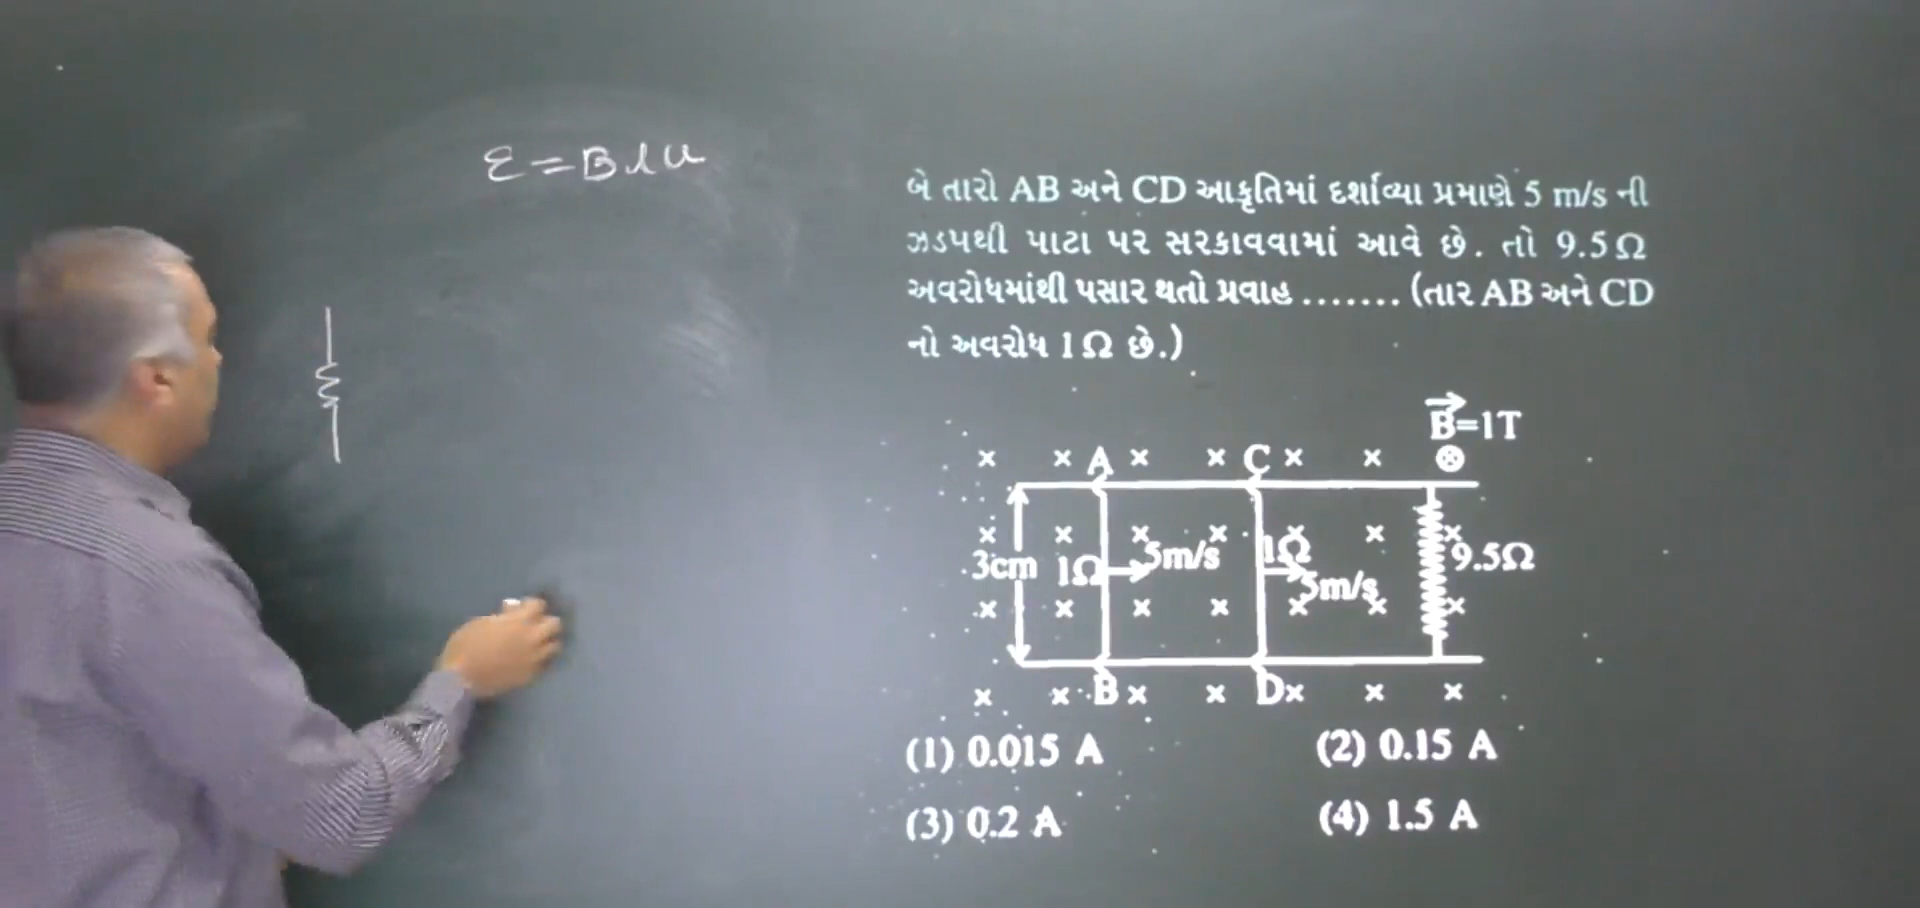 ε = Blv
બે તારો AB અને CD આકૃતિમાં દર્શાવ્યા પ્રમાણે 5 m/s ની
ઝડપથી પાટા પર સરકાવવામાં આવે છે. તો 9.5Ω
અવરોધમાંથી પસાર થતો પ્રવાહ ....... (તાર AB અને CD
નો અવરોધ 1Ω છે.)
B=1T
A C
3cm 1Ω 5m/s 1Ω 5m/s 9.5Ω
B D
(1) 0.015 A (2) 0.15 A
(3) 0.2 A (4) 1.5 A